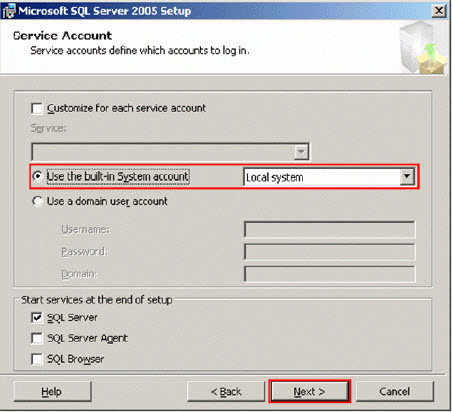 Microsoft SQL Server 2005 Setup
Service Account
Service accounts define which accounts to log in.
Customize for each service account
Service:
Use the built-in System account
Local system
Use a domain user account
Username:
Password:
Domain:
Start services at the end of setup
SQL Server
SQL Server Agent
SQL Browser
Help
< Back
Next >
Cancel